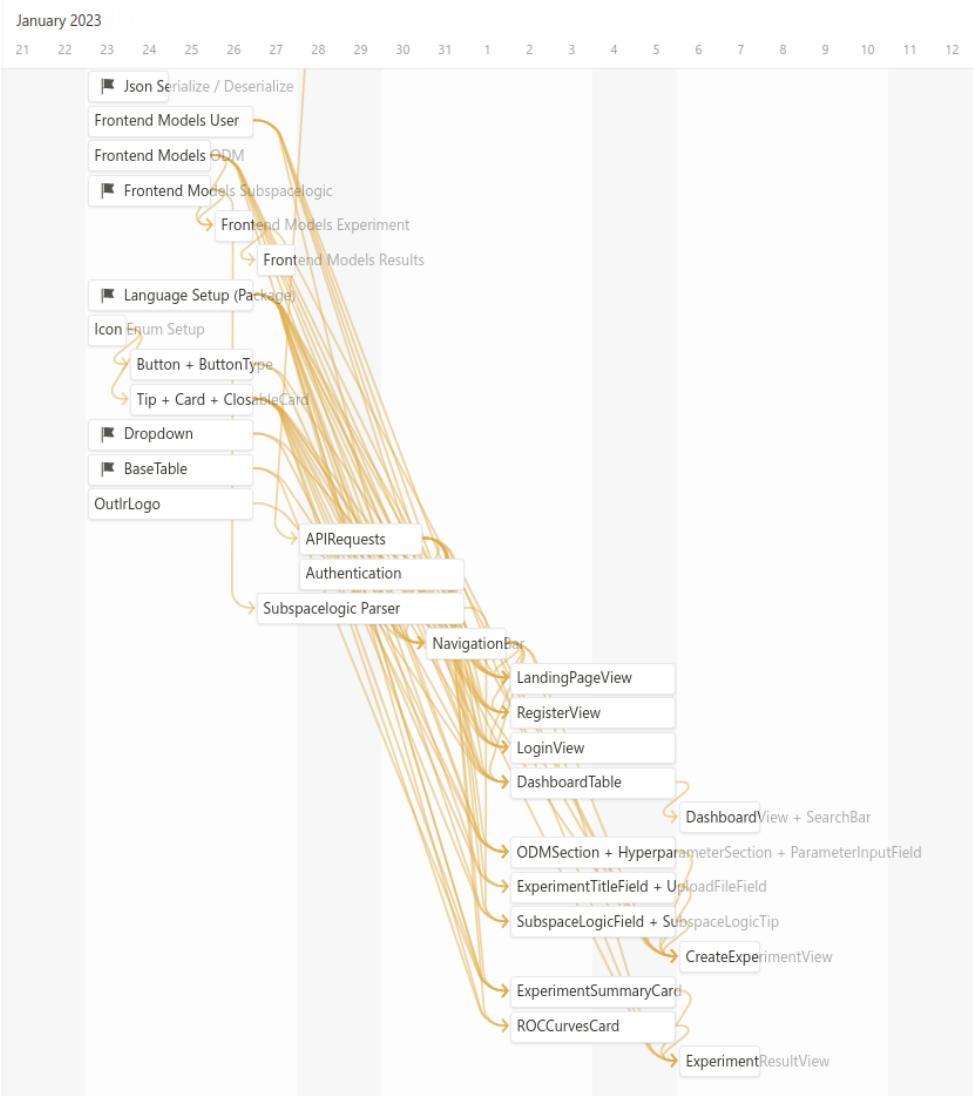 January 2023
21 22 23 24 25 26 27 28 29 30 31 1 2 3 4 5 6 7 8 9 10 11 12
Json Serialize / Deserialize
Frontend Models User
Frontend Models ODM
Frontend Models Subspacelogic
Frontend Models Experiment
Frontend Models Results
Language Setup (Package)
Icon Enum Setup
Button + ButtonType
Tip + Card + ClosableCard
Dropdown
BaseTable
OutlrLogo
APIRequests
Authentication
Subspacelogic Parser
NavigationBar
LandingPageView
RegisterView
LoginView
DashboardTable
DashboardView + SearchBar
ODMSection + HyperparameterSection + ParameterInputField
ExperimentTitleField + UploadFileField
SubspaceLogicField + SubspaceLogicTip
CreateExperimentView
ExperimentSummaryCard
ROCCurvesCard
ExperimentResultView